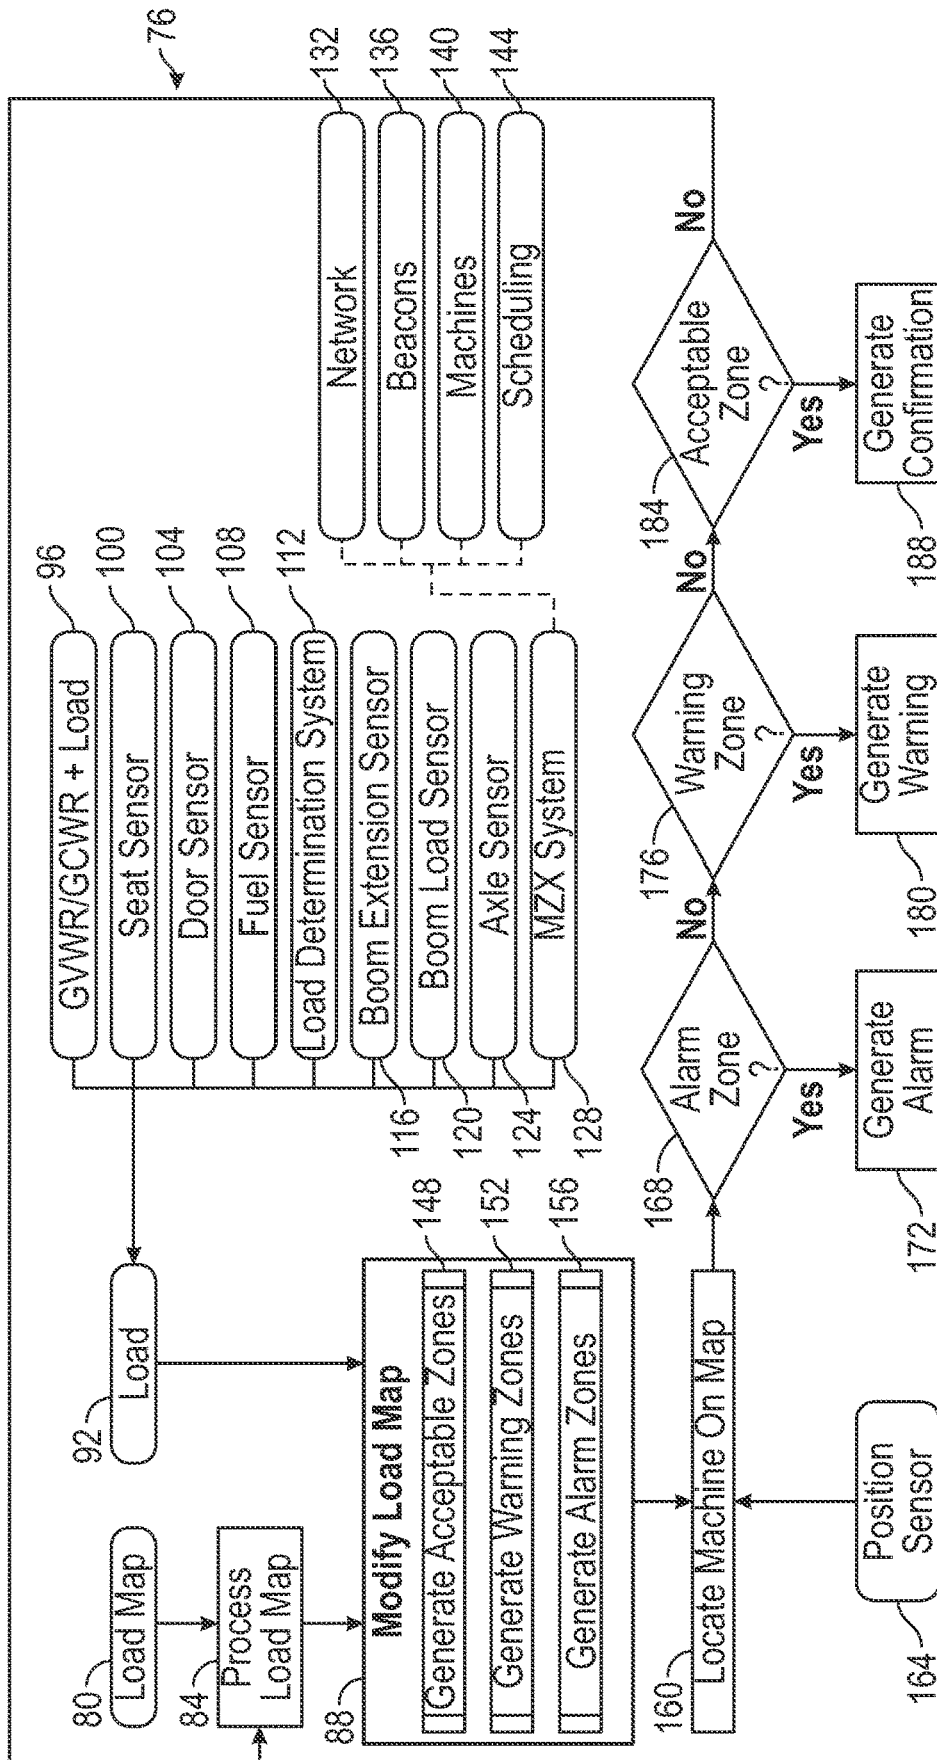 76
80
Load Map
84
Process
Load Map
88
Modify Load Map
Generate Acceptable Zones
148
Generate Warning Zones
152
Generate Alarm Zones
156
92
Load
GVWR/GCWR + Load
96
Seat Sensor
100
Door Sensor
104
Fuel Sensor
108
Load Determination System
112
Boom Extension Sensor
116
Boom Load Sensor
120
Axle Sensor
124
MZX System
128
Network
132
Beacons
136
Machines
140
Scheduling
144
160
Locate Machine On Map
164
Position
Sensor
168
Alarm
Zone
?
No
Yes
172
Generate
Alarm
176
Warning
Zone
?
No
Yes
180
Generate
Warning
184
Acceptable
Zone
?
No
Yes
188
Generate
Confirmation